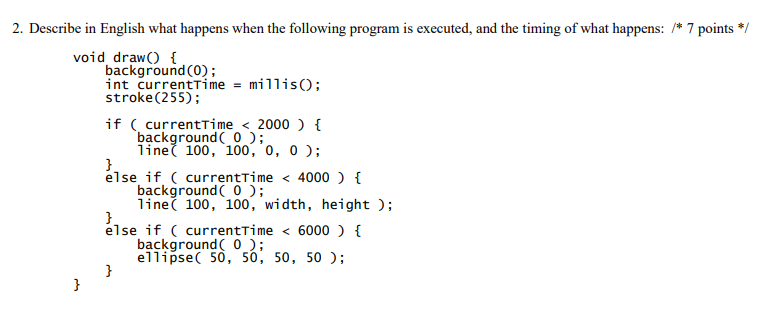 2. Describe in English what happens when the following program is executed, and the timing of what happens: /* 7 points */
void draw() {
background(0);
int currentTime = millis();
stroke(255);
if ( currentTime < 2000 ) {
background( 0 );
line( 100, 100, 0, 0 );
}
else if ( currentTime < 4000 ) {
background( 0 );
line( 100, 100, width, height );
}
else if ( currentTime < 6000 ) {
background( 0 );
ellipse( 50, 50, 50, 50 );
}
}